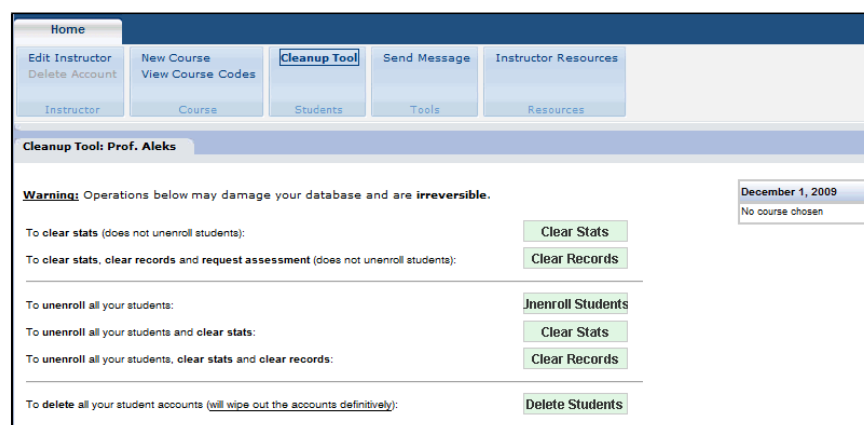 Home
Edit Instructor New Course Cleanup Tool Send Message Instructor Resources
Delete Account View Course Codes
Instructor Course Students Tools Resources
Cleanup Tool: Prof. Aleks
Warning: Operations below may damage your database and are irreversible.
December 1, 2009
No course chosen
To clear stats (does not unenroll students): Clear Stats
To clear stats, clear records and request assessment (does not unenroll students): Clear Records
To unenroll all your students: Unenroll Students
To unenroll all your students and clear stats: Clear Stats
To unenroll all your students, clear stats and clear records: Clear Records
To delete all your student accounts (will wipe out the accounts definitively): Delete Students